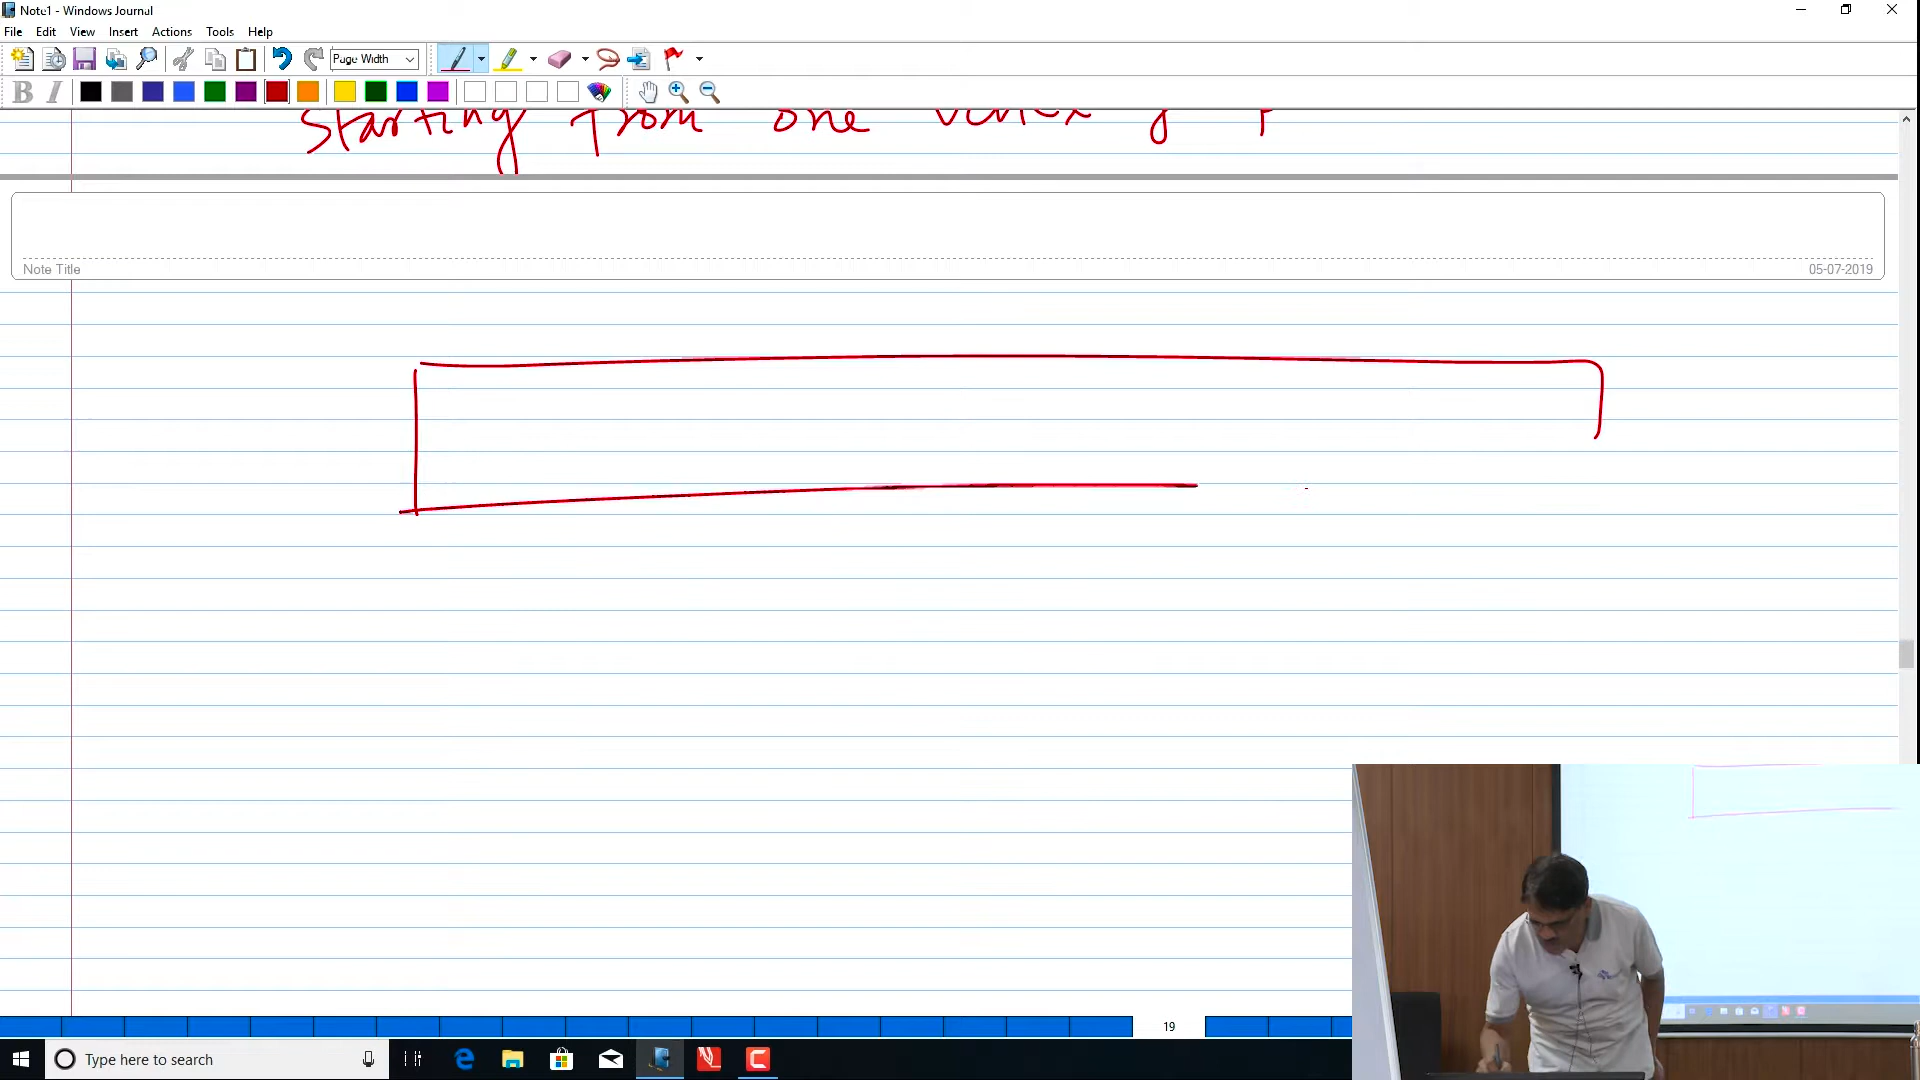 Note1 - Windows Journal
File Edit View Insert Actions Tools Help
Page Width
B I
Starting from one vertex
Note Title
05-07-2019
19
Type here to search